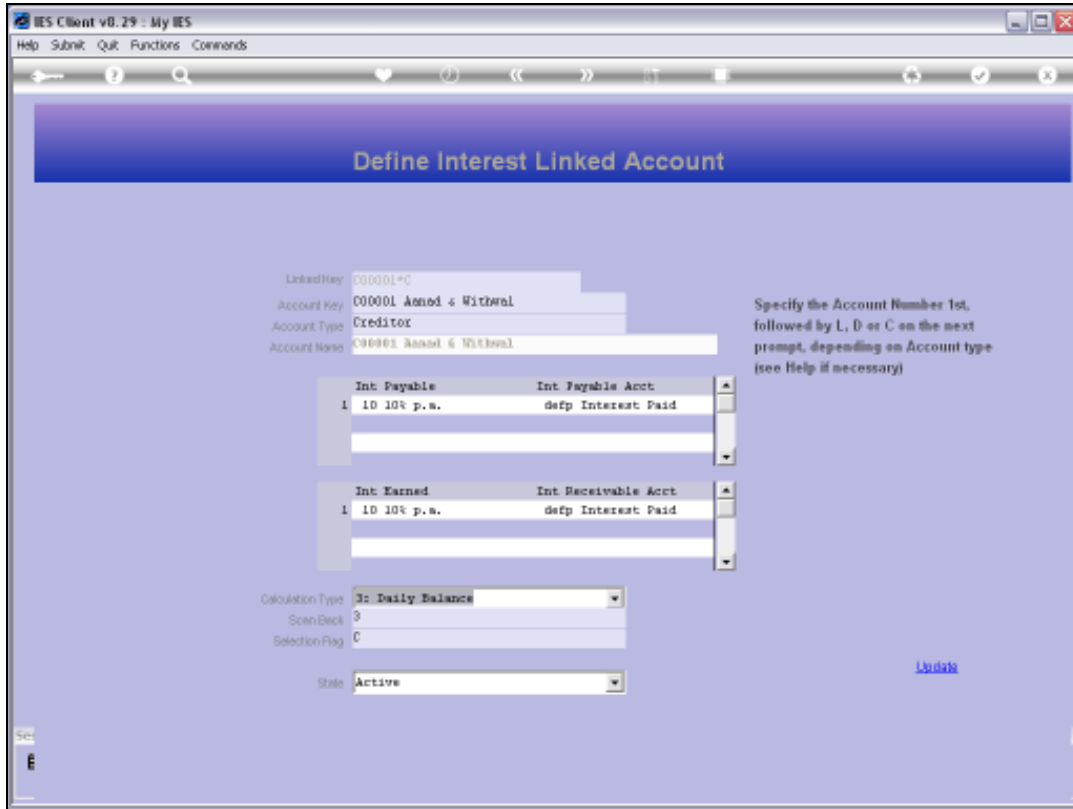 IES Client v8.29 : My IES
Help Submit Quit Functions Commands
Define Interest Linked Account
Linked Key C00001*C
Account Key C00001 Aamad & Withwal
Account Type Creditor
Account Name C00001 Aamad & Withwal
Specify the Account Number 1st,
followed by L, D or C on the next
prompt, depending on Account type
(see Help if necessary)
Int Payable Int Payable Acct
1 10 10% p.a. defp Interest Paid
Int Earned Int Receivable Acct
1 10 10% p.a. defp Interest Paid
Calculation Type 3: Daily Balance
Scan Back 3
Selection Flag C
Update
State Active